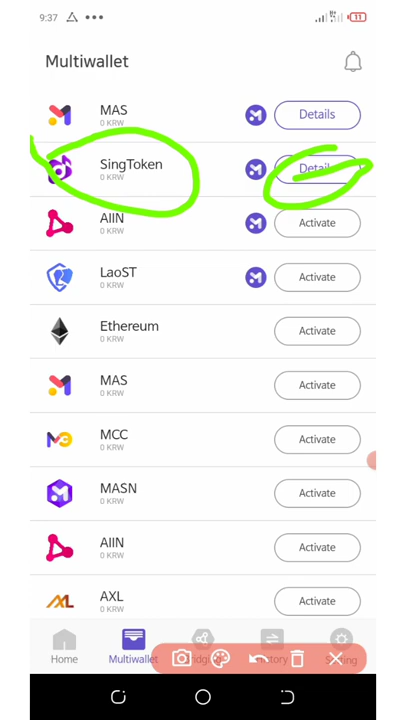 9:37
11
Multiwallet
MAS
0 KRW
Details
SingToken
0 KRW
Details
AIIN
0 KRW
Activate
LaoST
0 KRW
Activate
Ethereum
0 KRW
Activate
MAS
0 KRW
Activate
MCC
0 KRW
Activate
MASN
0 KRW
Activate
AIIN
0 KRW
Activate
AXL
0 KRW
Activate
Home
Multiwallet